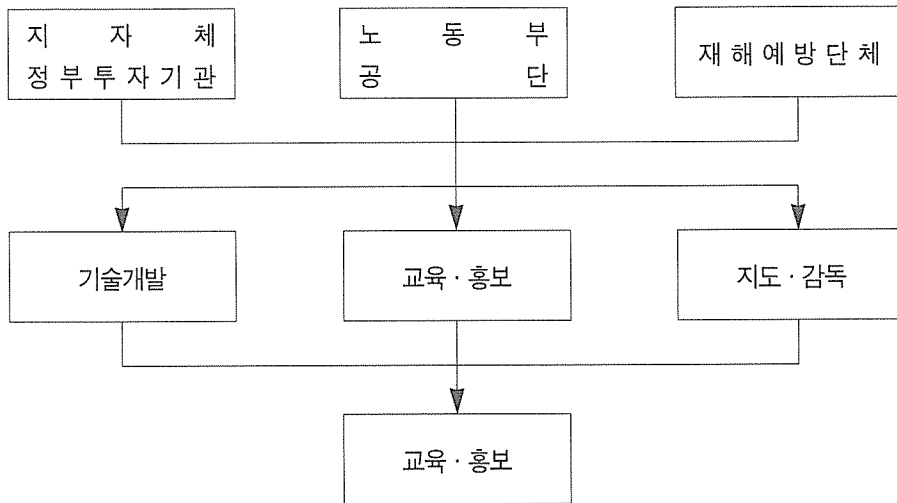 지 자 체
정 부 투 자 기 관
노 동 부
공 단
재 해 예 방 단 체
기술개발
교육 · 홍보
지도 · 감독
교육 · 홍보